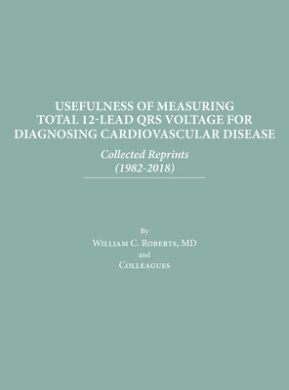 USEFULNESS OF MEASURING
TOTAL 12-LEAD QRS VOLTAGE FOR
DIAGNOSING CARDIOVASCULAR DISEASE
Collected Reprints
(1982-2018)
By
WILLIAM C. ROBERTS, MD
and
COLLEAGUES